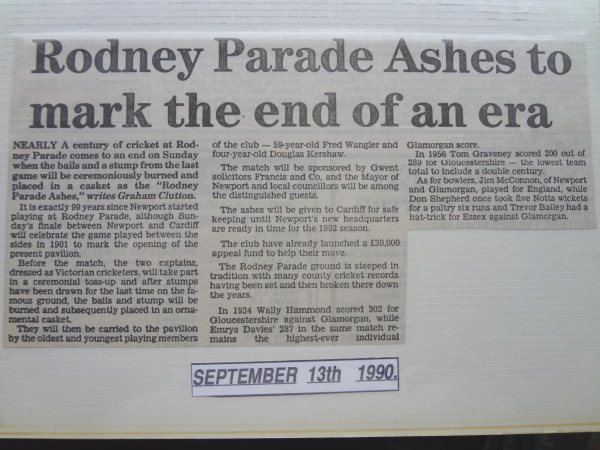 Rodney Parade Ashes to
mark the end of an era
NEARLY A century of cricket at Rod-
ney Parade comes to an end on Sunday
when the bails and a stump from the last
game will be ceremoniously burned and
placed in a casket as the "Rodney
Parade Ashes," writes Graham Clutton.
It is exactly 99 years since Newport started
playing at Rodney Parade, although Sun-
day's finale between Newport and Cardiff
will celebrate the game played between the
sides in 1901 to mark the opening of the
present pavilion.
Before the match, the two captains,
dressed as Victorian cricketers, will take part
in a ceremonial toss-up and after stumps
have been drawn for the last time on the fa-
mous ground, the bails and stump will be
burned and subsequently placed in an orna-
mental casket.
They will then be carried to the pavilion
by the oldest and youngest playing members
of the club — 59-year-old Fred Wangler and
four-year-old Douglas Kershaw.
The match will be sponsored by Gwent
solicitors Francis and Co, and the Mayor of
Newport and local councillors will be among
the distinguished guests.
The ashes will be given to Cardiff for safe
keeping until Newport's new headquarters
are ready in time for the 1992 season.
The club have already launched a £30,000
appeal fund to help their move.
The Rodney Parade ground is steeped in
tradition with many county cricket records
having been set and then broken there down
the years.
In 1934 Wally Hammond scored 302 for
Gloucestershire against Glamorgan, while
Emrys Davies' 287 in the same match re-
mains the highest-ever individual
Glamorgan score.
In 1956 Tom Graveney scored 200 out of
289 for Gloucestershire — the lowest team
total to include a double century.
As for bowlers, Jim McConnon, of Newport
and Glamorgan, played for England, while
Don Shepherd once took five Notts wickets
for a paltry six runs and Trevor Bailey had a
hat-trick for Essex against Glamorgan.
SEPTEMBER 13th 1990.